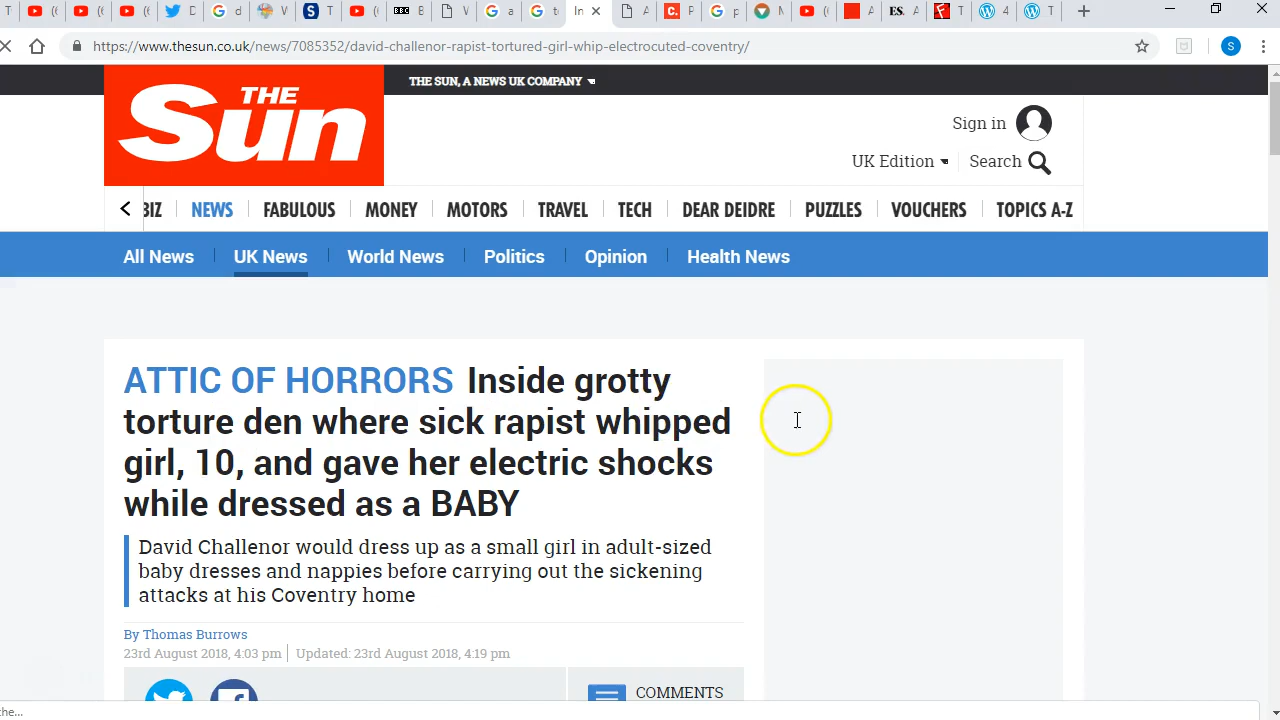 https://www.thesun.co.uk/news/7085352/david-challenor-rapist-tortured-girl-whip-electrocuted-coventry/
THE SUN, A NEWS UK COMPANY
THE
Sun
Sign in
UK Edition
Search
BIZ NEWS FABULOUS MONEY MOTORS TRAVEL TECH DEAR DEIDRE PUZZLES VOUCHERS TOPICS A-Z
All News UK News World News Politics Opinion Health News
ATTIC OF HORRORS Inside grotty
torture den where sick rapist whipped
girl, 10, and gave her electric shocks
while dressed as a BABY
David Challenor would dress up as a small girl in adult-sized
baby dresses and nappies before carrying out the sickening
attacks at his Coventry home
By Thomas Burrows
23rd August 2018, 4:03 pm Updated: 23rd August 2018, 4:19 pm
COMMENTS
the...